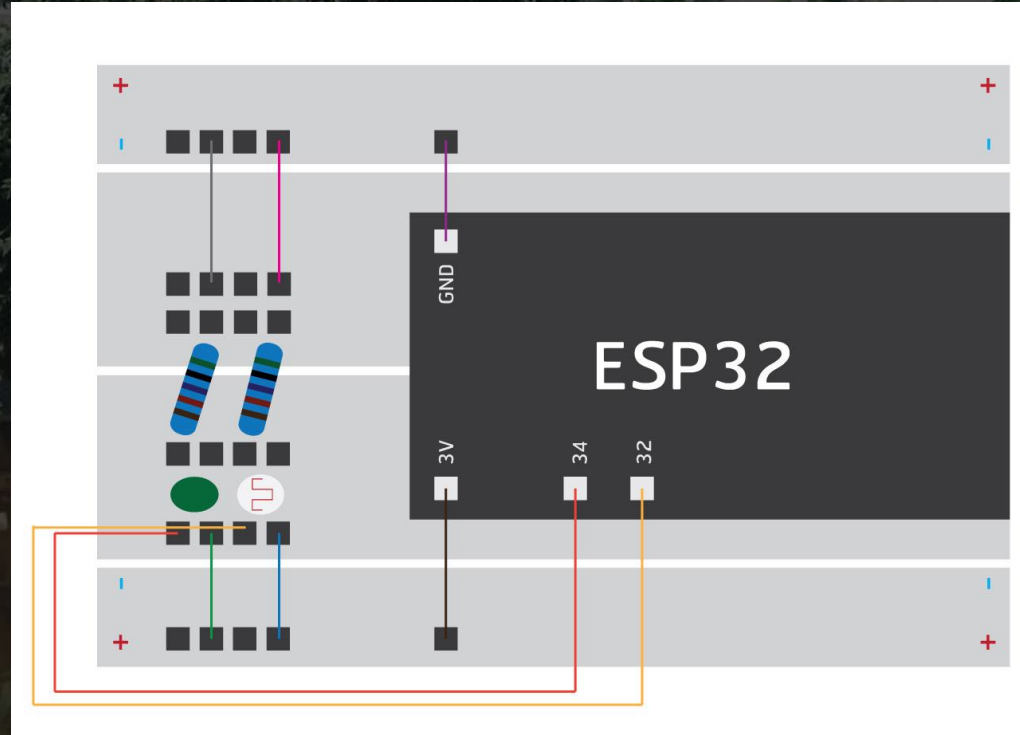 + +
- -
GND
ESP32
3V 34 32
- -
+ +